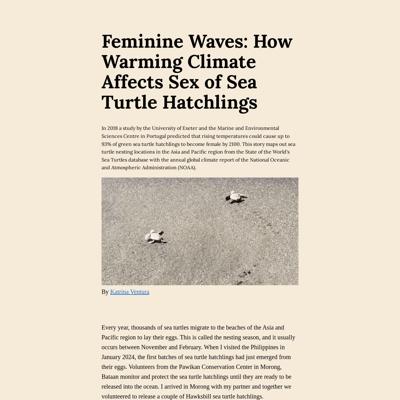 Feminine Waves: How
Warming Climate
Affects Sex of Sea
Turtle Hatchlings
In 2018 a study by the University of Exeter and the Marine and Environmental
Sciences Centre in Portugal predicted that rising temperatures could cause up to
93% of green sea turtle hatchlings to become female by 2100. This story maps out sea
turtle nesting locations in the Asia and Pacific region from the State of the World's
Sea Turtles database with the annual global climate report of the National Oceanic
and Atmospheric Administration (NOAA).
By Katrina Ventura
Every year, thousands of sea turtles migrate to the beaches of the Asia and
Pacific region to lay their eggs. This is called the nesting season, and it usually
occurs between November and February. When I visited the Philippines in
January 2024, the first batches of sea turtle hatchlings had just emerged from
their eggs. Volunteers from the Pawikan Conservation Center in Morong,
Bataan monitor and protect the sea turtle hatchlings until they are ready to be
released into the ocean. I arrived in Morong with my partner and together we
volunteered to release a couple of Hawksbill sea turtle hatchlings.